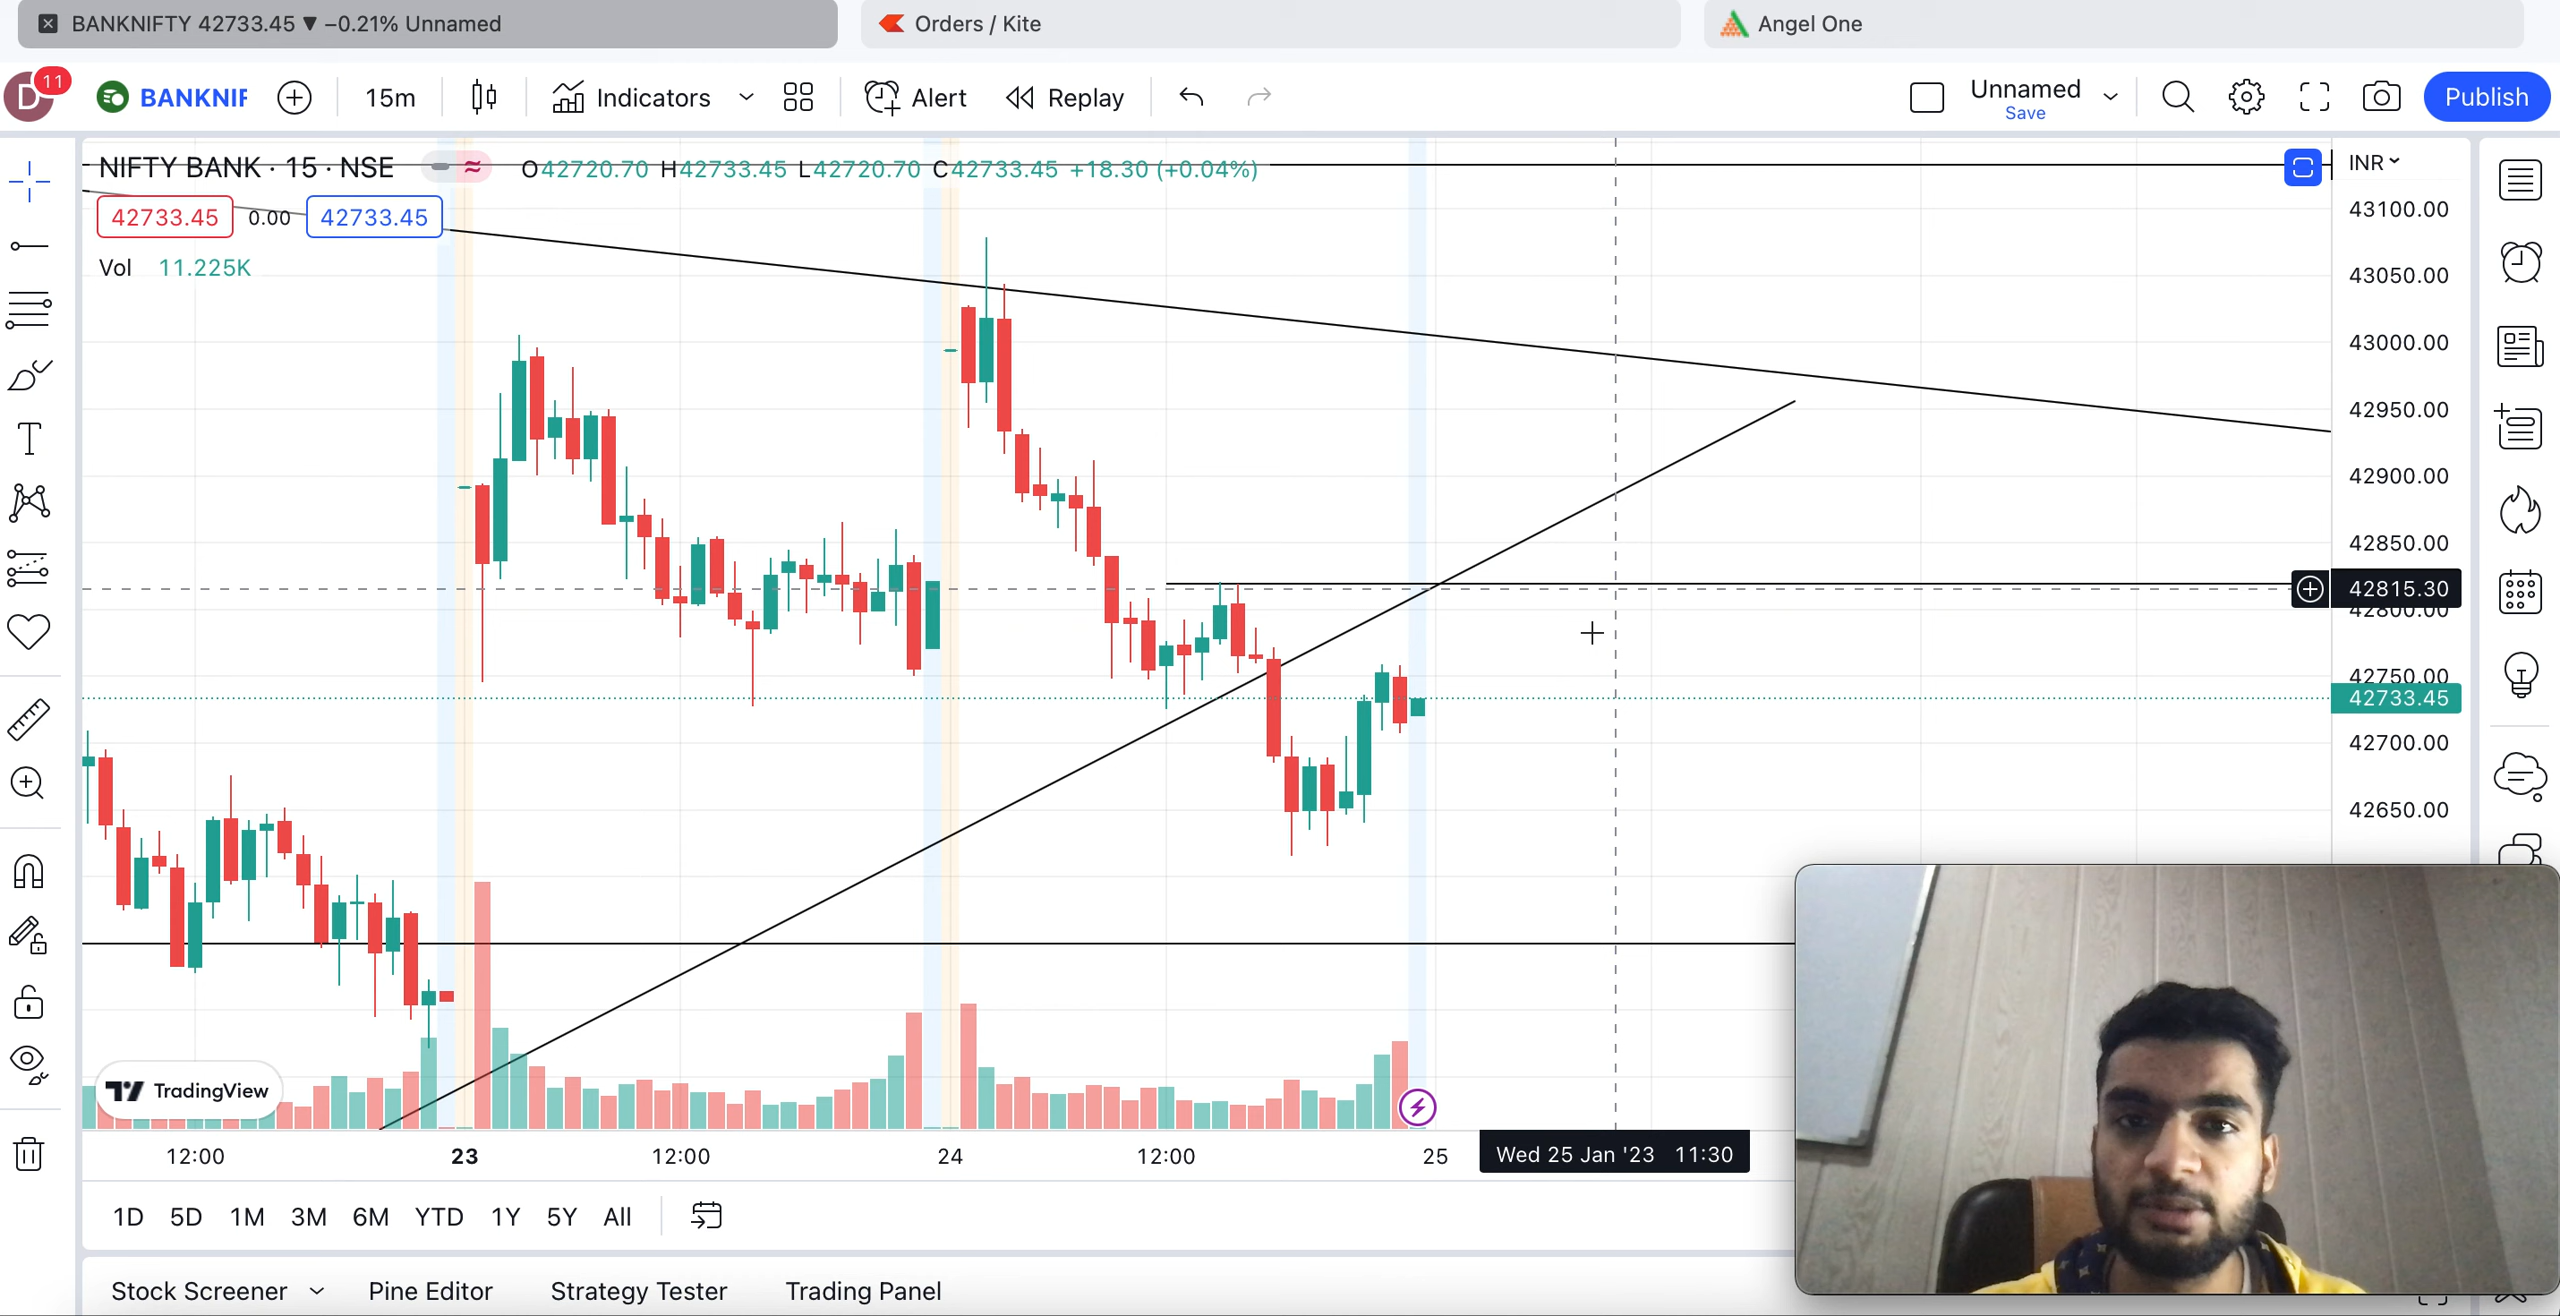 BANKNIFTY 42733.45 ▼ −0.21% Unnamed
Orders / Kite
Angel One
D
11
BANKNIF
15m
Indicators
Alert
Replay
Unnamed
Save
Publish
NIFTY BANK · 15 · NSE
O42720.70 H42733.45 L42720.70 C42733.45 +18.30 (+0.04%)
INR
42733.45
0.00
42733.45
Vol 11.225K
43100.00
43050.00
43000.00
42950.00
42900.00
42850.00
42815.30
42800.00
42750.00
42733.45
42700.00
42650.00
TradingView
12:00
23
12:00
24
12:00
25
Wed 25 Jan '23 11:30
1D 5D 1M 3M 6M YTD 1Y 5Y All
Stock Screener
Pine Editor
Strategy Tester
Trading Panel